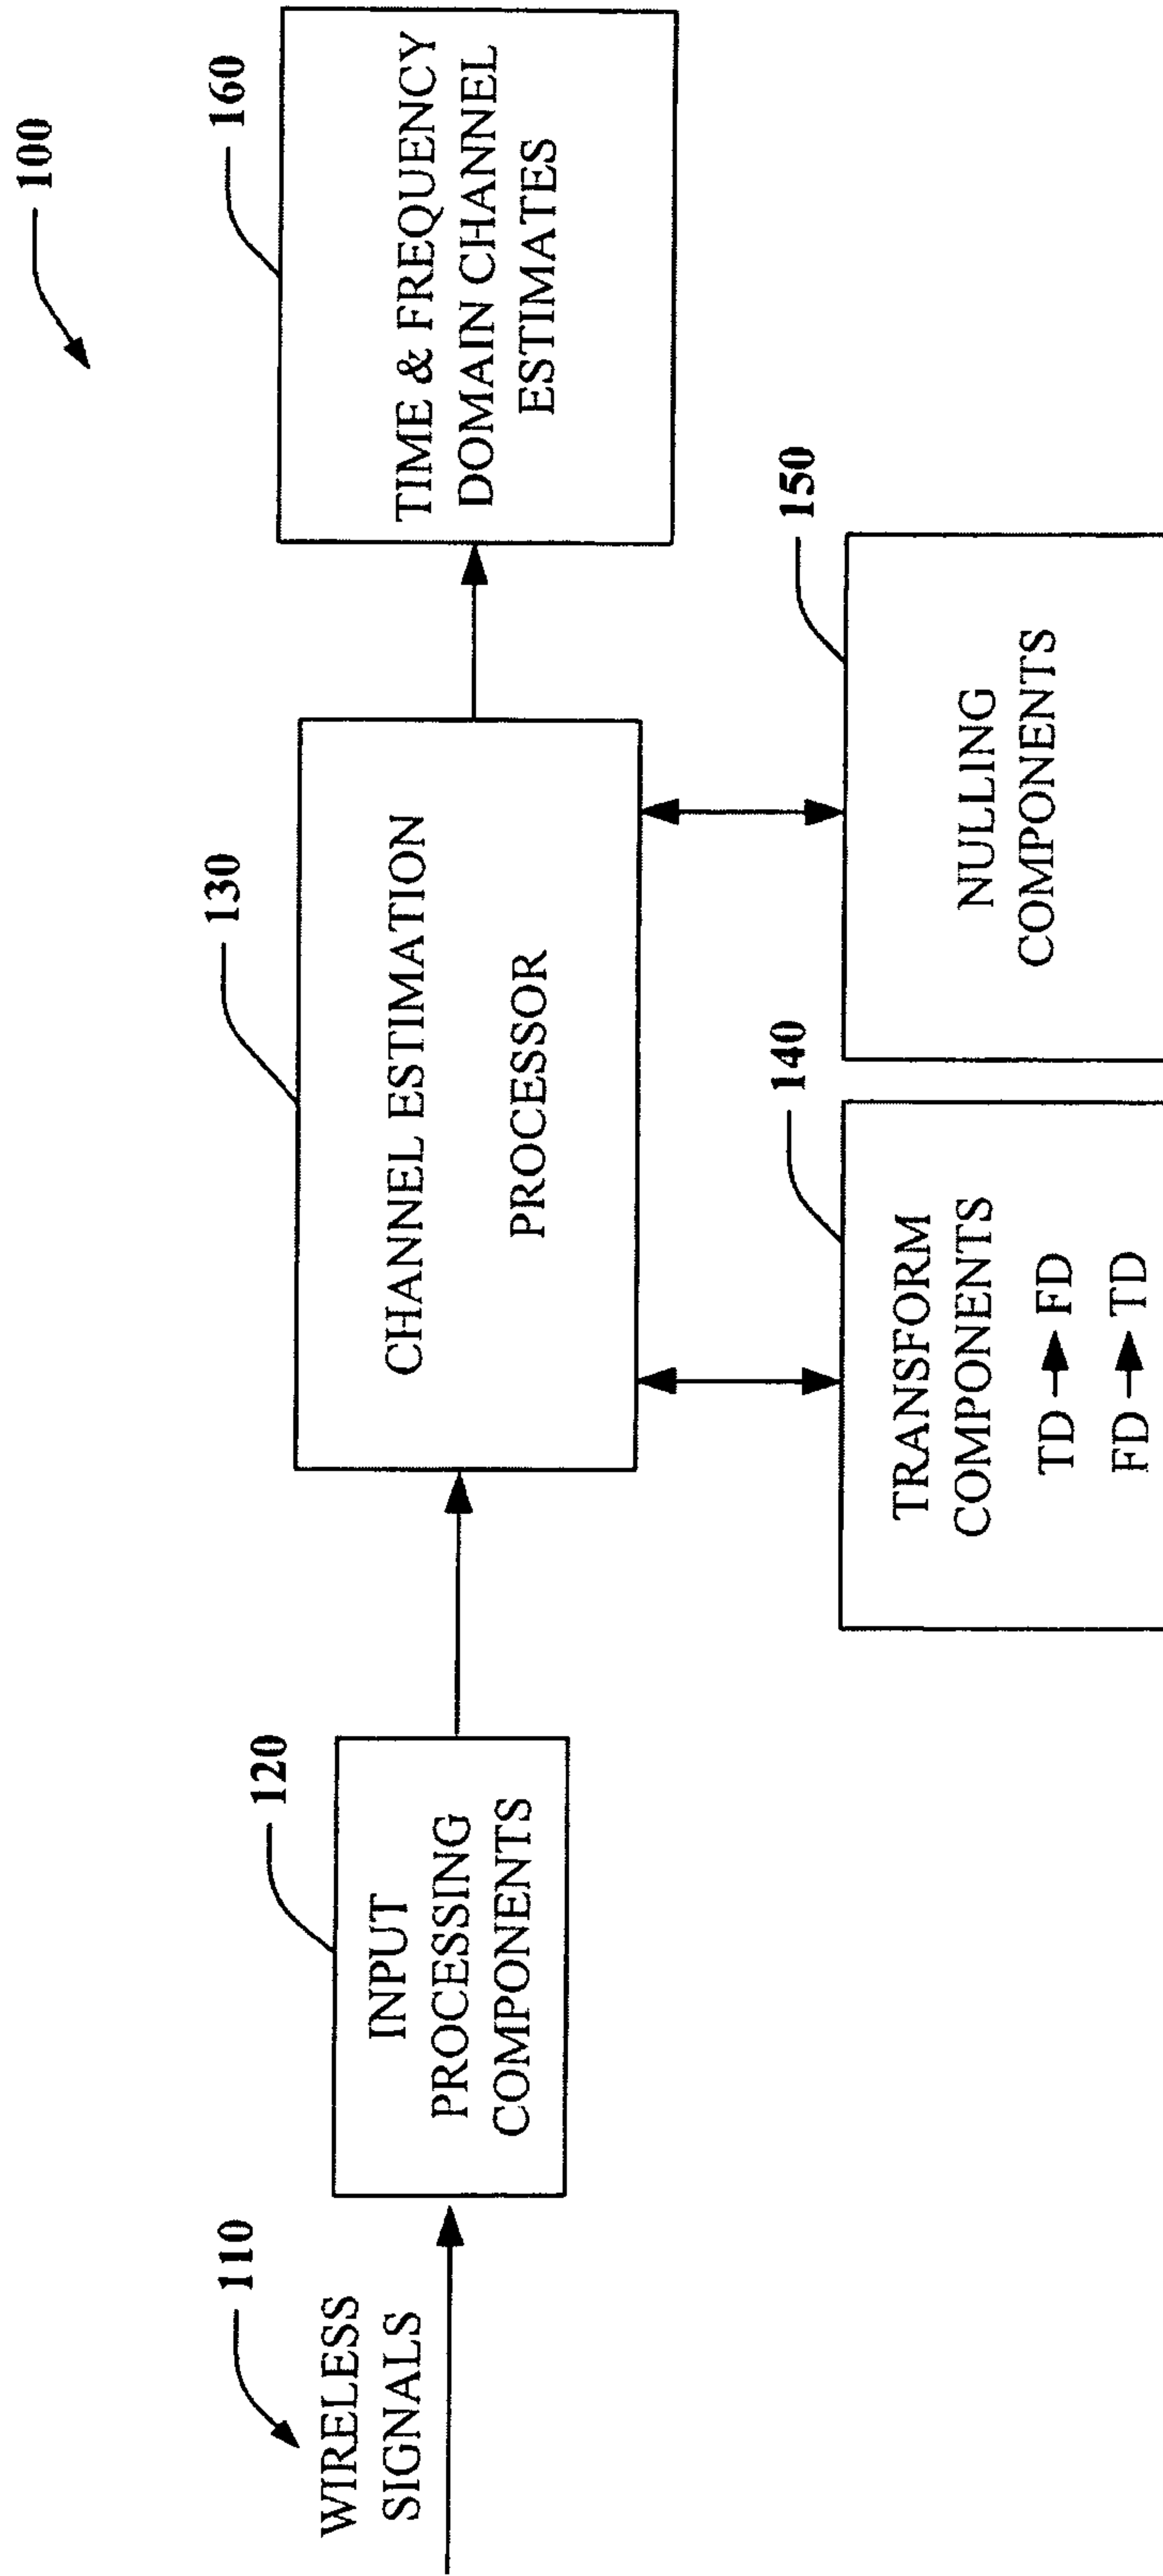 100
110
WIRELESS
SIGNALS
120
INPUT
PROCESSING
COMPONENTS
130
CHANNEL ESTIMATION
PROCESSOR
160
TIME & FREQUENCY
DOMAIN CHANNEL
ESTIMATES
140
TRANSFORM
COMPONENTS
TD → FD
FD → TD
150
NULLING
COMPONENTS